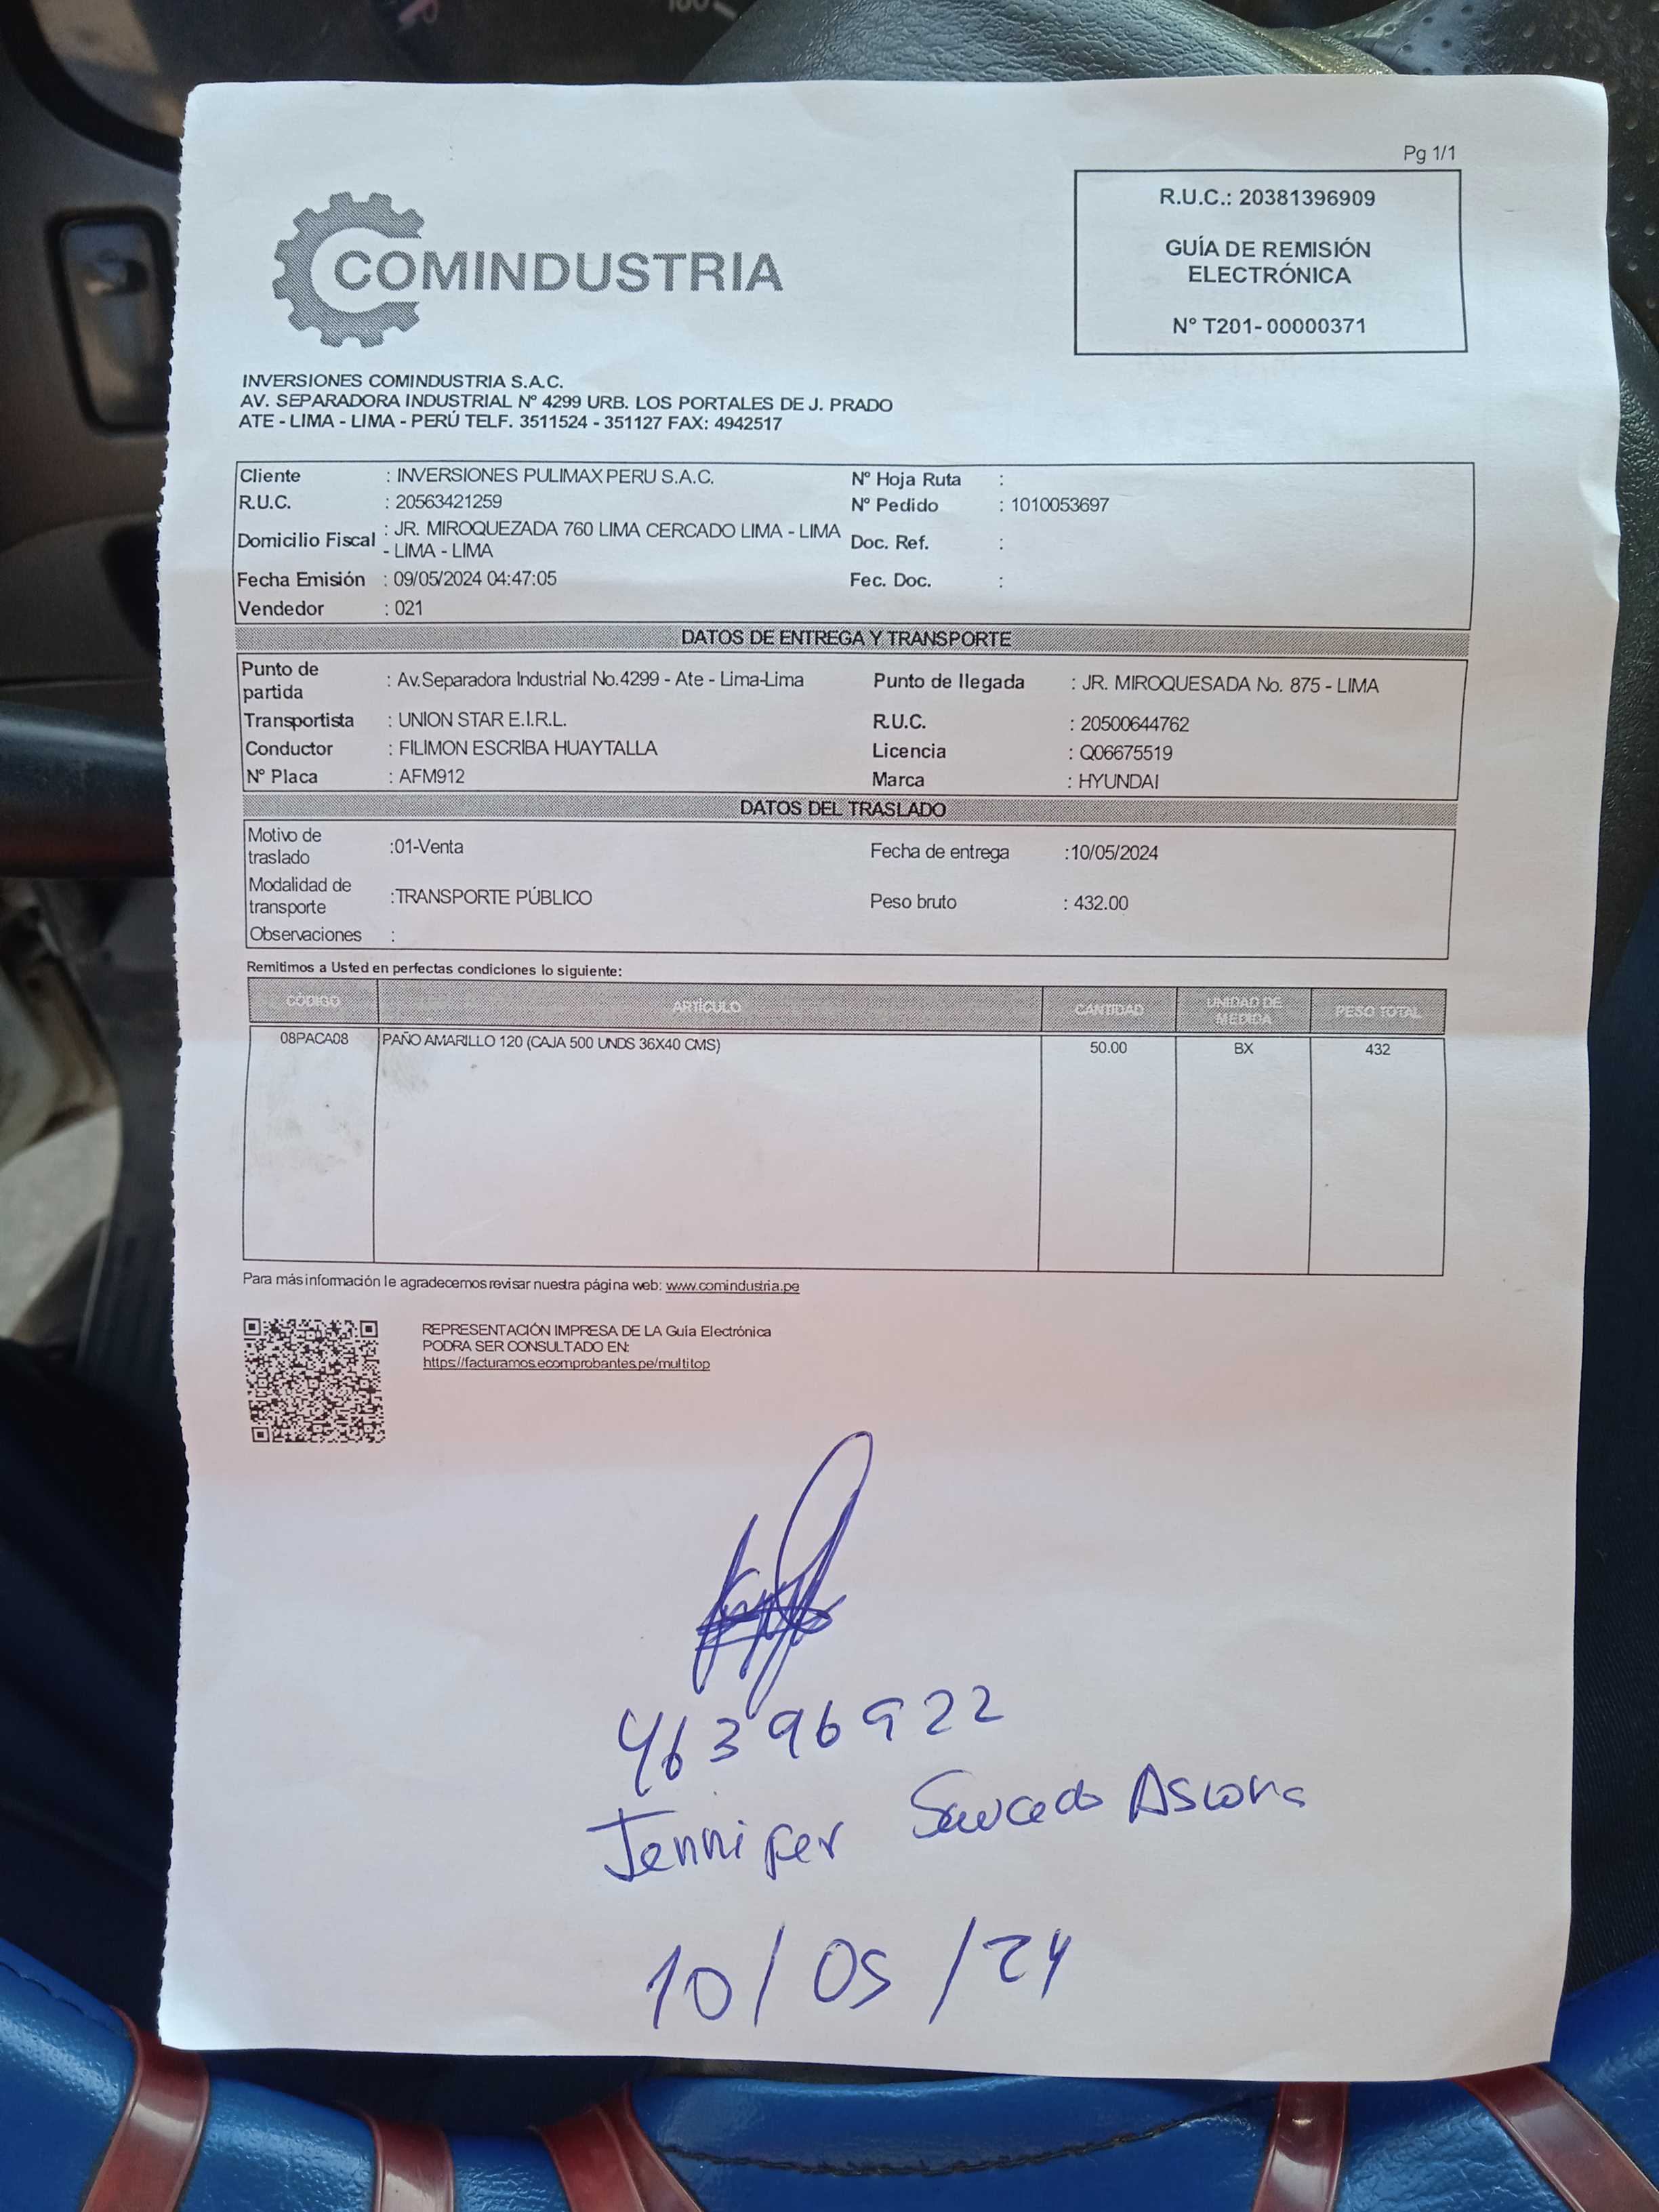 Pg 1/1
R.U.C.: 20381396909
GUÍA DE REMISIÓN
ELECTRÓNICA
Nº T201- 00000371
COMINDUSTRIA
INVERSIONES COMINDUSTRIA S.A.C.
AV. SEPARADORA INDUSTRIAL Nº 4299 URB. LOS PORTALES DE J. PRADO
ATE - LIMA - LIMA - PERÚ TELF. 3511524 - 351127 FAX: 4942517
Cliente : INVERSIONES PULIMAX PERU S.A.C. Nº Hoja Ruta :
R.U.C. : 20563421259 Nº Pedido : 1010053697
Domicilio Fiscal : JR. MIROQUEZADA 760 LIMA CERCADO LIMA - LIMA Doc. Ref. :
- LIMA - LIMA
Fecha Emisión : 09/05/2024 04:47:05 Fec. Doc. :
Vendedor : 021
DATOS DE ENTREGA Y TRANSPORTE
Punto de
partida : Av.Separadora Industrial No.4299 - Ate - Lima-Lima Punto de llegada : JR. MIROQUESADA No. 875 - LIMA
Transportista : UNION STAR E.I.R.L. R.U.C. : 20500644762
Conductor : FILIMON ESCRIBA HUAYTALLA Licencia : Q06675519
Nº Placa : AFM912 Marca : HYUNDAI
DATOS DEL TRASLADO
Motivo de
traslado :01-Venta Fecha de entrega :10/05/2024
Modalidad de
transporte :TRANSPORTE PÚBLICO Peso bruto : 432.00
Observaciones :
Remitimos a Usted en perfectas condiciones lo siguiente:
CÓDIGO ARTÍCULO CANTIDAD UNIDAD DE MEDIDA PESO TOTAL
08PACA08 PAÑO AMARILLO 120 (CAJA 500 UNDS 36X40 CMS) 50.00 BX 432
Para más información le agradecemos revisar nuestra página web: www.comindustria.pe
REPRESENTACIÓN IMPRESA DE LA Guía Electrónica
PODRA SER CONSULTADO EN:
https://facturamos.ecomprobantes.pe/multitop
46396922
Jennifer Saucedo
10/05/24